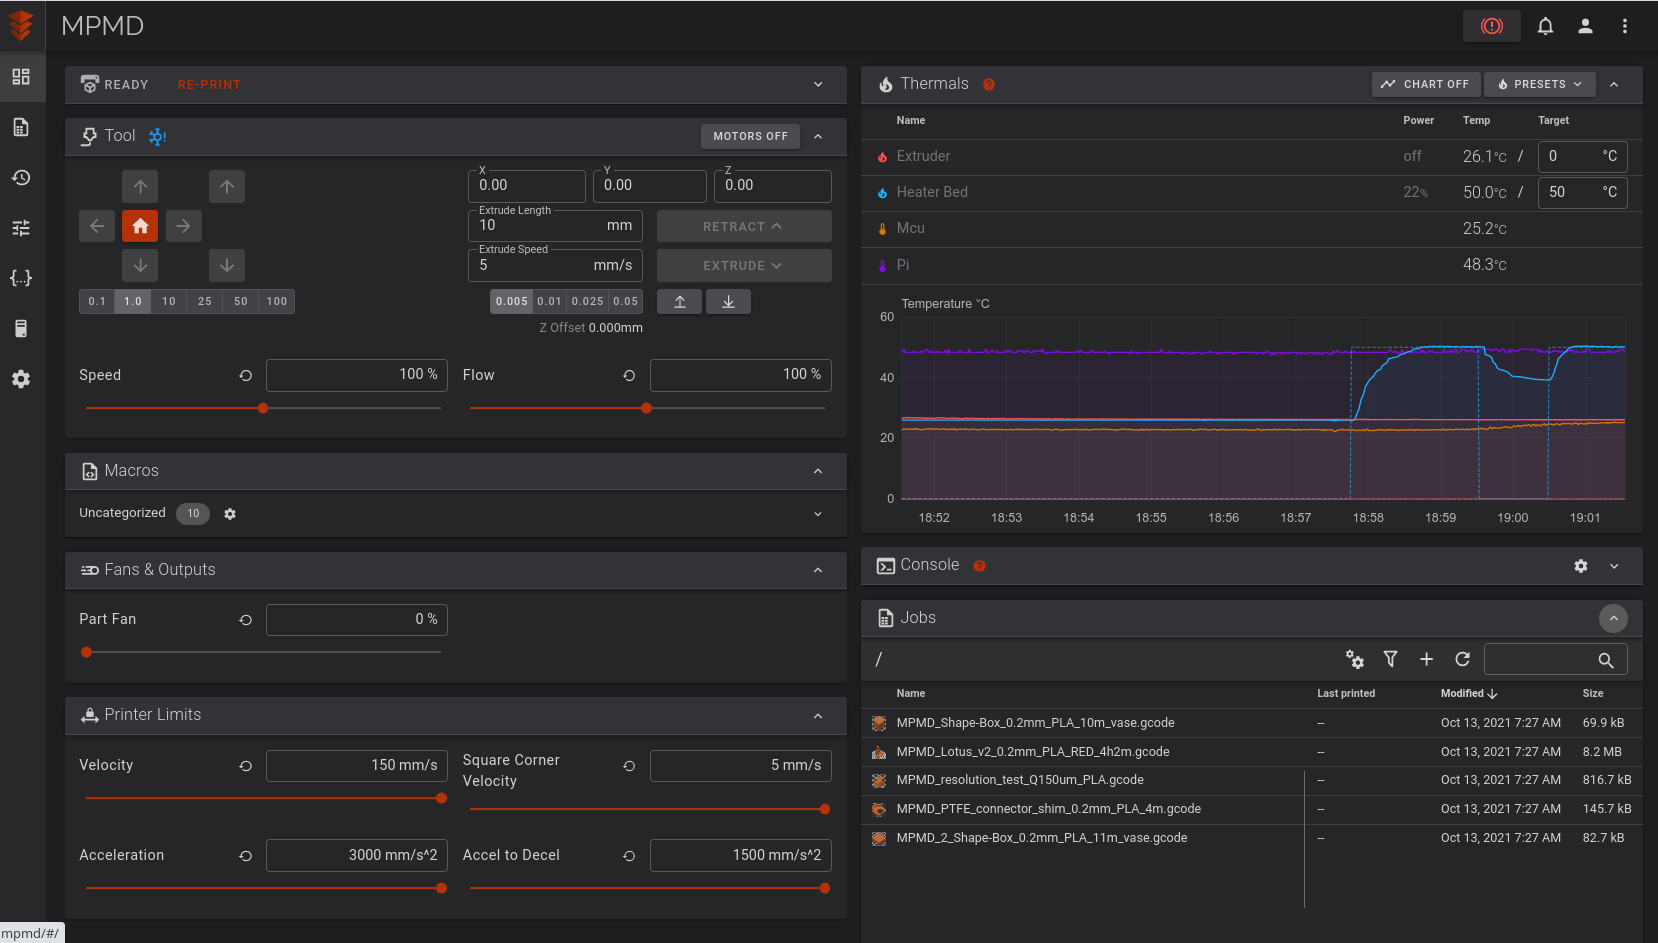 MPMD
READY RE-PRINT
Tool MOTORS OFF
X
0.00
Y
0.00
Z
0.00
Extrude Length
10 mm
RETRACT
Extrude Speed
5 mm/s
EXTRUDE
0.1 1.0 10 25 50 100
0.005 0.01 0.025 0.05
Z Offset 0.000mm
Speed 100 % Flow 100 %
Macros
Uncategorized 10
Fans & Outputs
Part Fan 0 %
Printer Limits
Velocity 150 mm/s
Square Corner
Velocity
5 mm/s
Acceleration 3000 mm/s^2
Accel to Decel 1500 mm/s^2
mpmd/#/
Thermals ? CHART OFF PRESETS
Name Power Temp Target
Extruder off 26.1°C / 0 °C
Heater Bed 22% 50.0°C / 50 °C
Mcu 25.2°C
Pi 48.3°C
Temperature °C
60
40
20
0
18:52 18:53 18:54 18:55 18:56 18:57 18:58 18:59 19:00 19:01
Console ?
Jobs
/
Name Last printed Modified Size
MPMD_Shape-Box_0.2mm_PLA_10m_vase.gcode -- Oct 13, 2021 7:27 AM 69.9 kB
MPMD_Lotus_v2_0.2mm_PLA_RED_4h2m.gcode -- Oct 13, 2021 7:27 AM 8.2 MB
MPMD_resolution_test_Q150um_PLA.gcode -- Oct 13, 2021 7:27 AM 816.7 kB
MPMD_PTFE_connector_shim_0.2mm_PLA_4m.gcode -- Oct 13, 2021 7:27 AM 145.7 kB
MPMD_2_Shape-Box_0.2mm_PLA_11m_vase.gcode -- Oct 13, 2021 7:27 AM 82.7 kB